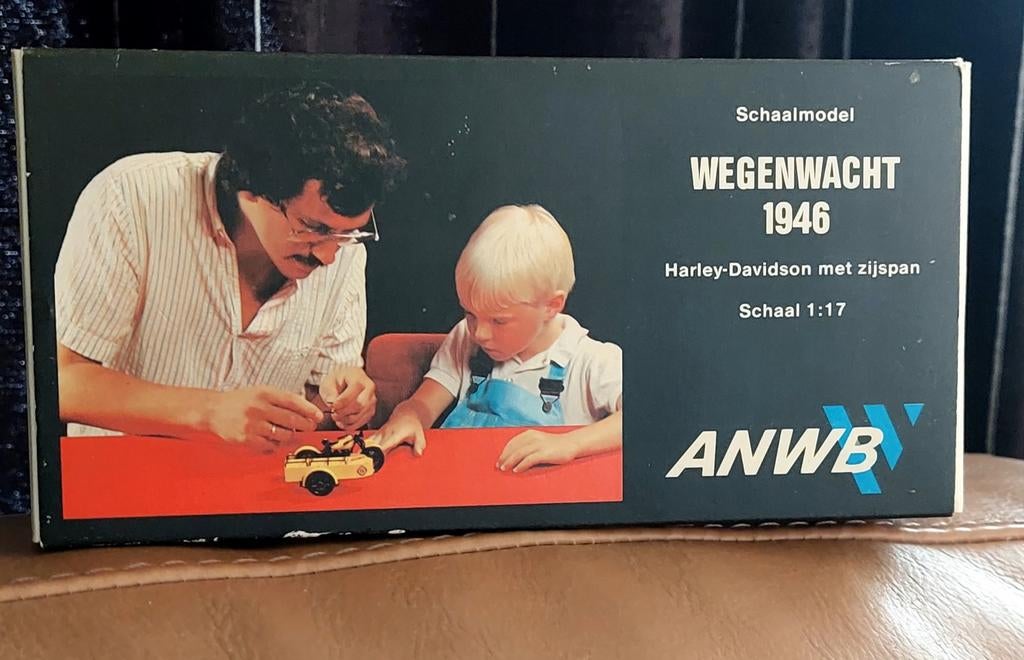 Schaalmodel
WEGENWACHT
1946
Harley-Davidson met zijspan
Schaal 1:17
ANWB